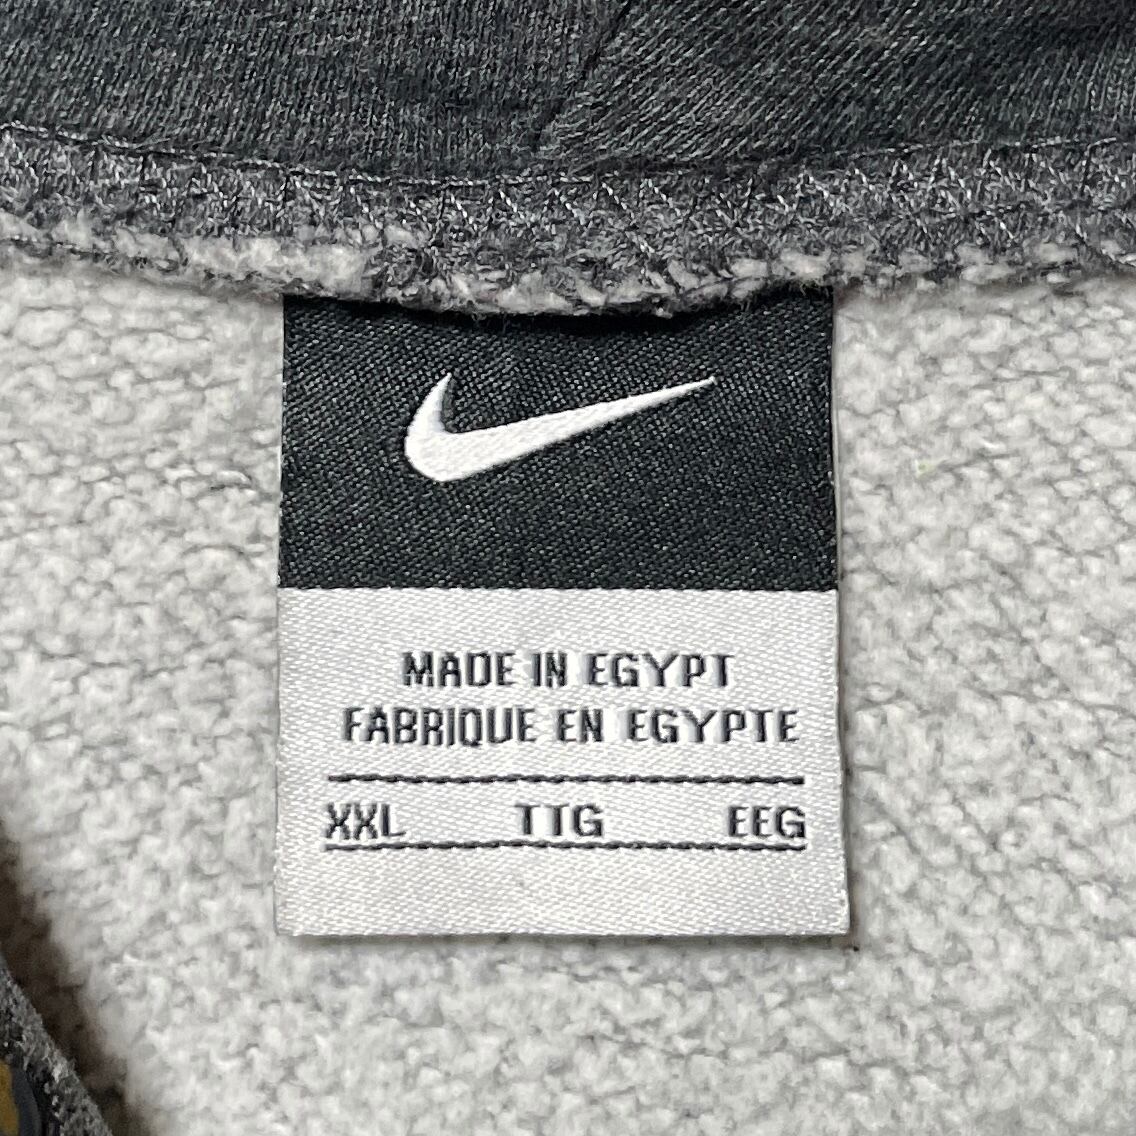 MADE IN EGYPT
FABRIQUE EN EGYPTE
XXL TTG EEG